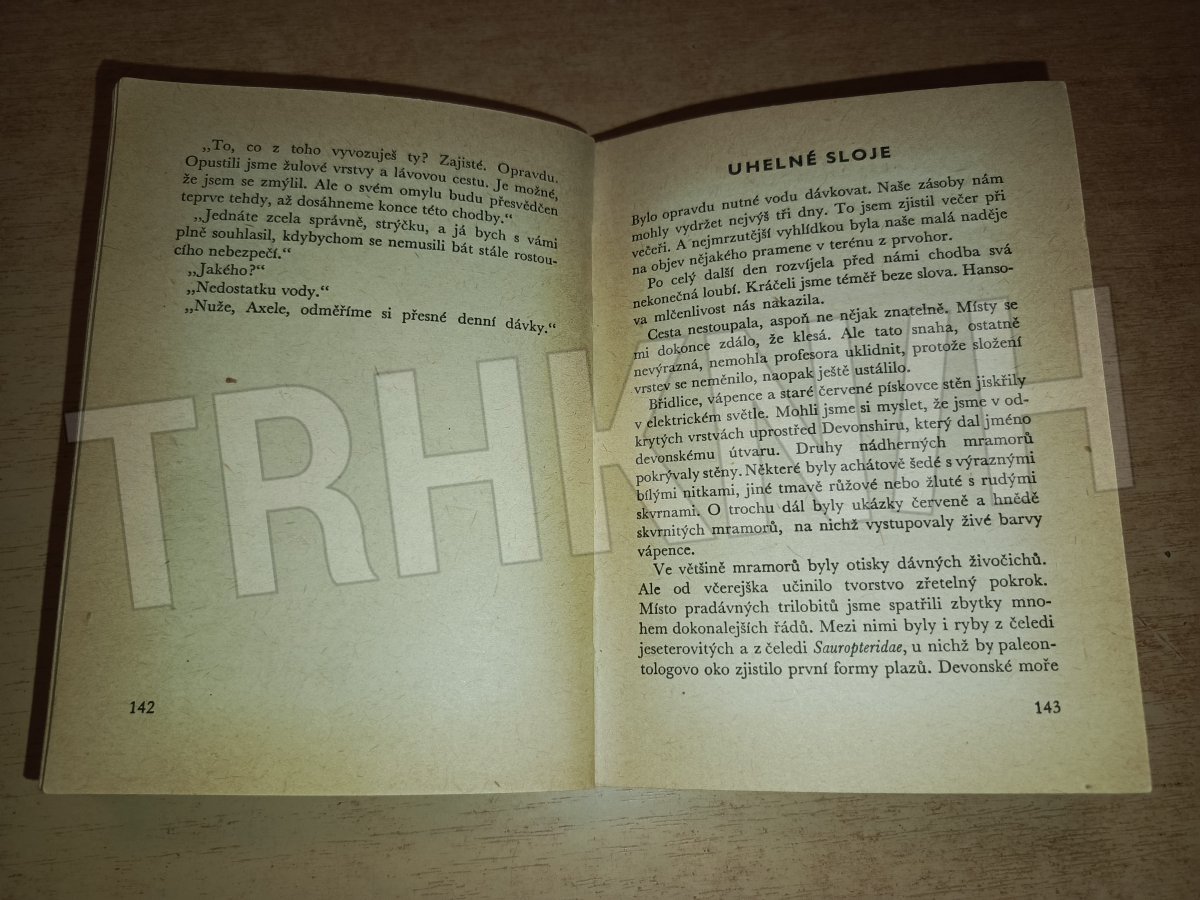 „To, co z toho vyvozuješ ty? Zajisté. Opravdu.
Opustili jsme žulové vrstvy a lávovou cestu. Je možné,
že jsem se zmýlil. Ale o svém omylu budu přesvědčen
teprve tehdy, až dosáhneme konce této chodby.“
„Jednáte zcela správně, strýčku, a já bych s vámi
plně souhlasil, kdybychom se nemusili bát stále rostou-
cího nebezpečí.“
„Jakého?“
„Nedostatku vody.“
„Nuže, Axele, odměříme si přesné denní dávky.“
142
UHELNÉ SLOJE
Bylo opravdu nutné vodu dávkovat. Naše zásoby nám
mohly vydržet nejvýš tři dny. To jsem zjistil večer při
večeři. A nejmrzutější vyhlídkou byla naše malá naděje
na objev nějakého pramene v terénu z prvohor.
Po celý další den rozvíjela před námi chodba svá
nekonečná loubí. Kráčeli jsme téměř beze slova. Hanso-
va mlčenlivost nás nakazila.
Cesta nestoupala, aspoň ne nějak znatelně. Místy se
mi dokonce zdálo, že klesá. Ale tato snaha, ostatně
nevýrazná, nemohla profesora uklidnit, protože složení
vrstev se neměnilo, naopak ještě ustálilo.
Břidlice, vápence a staré červené pískovce stěn jiskřily
v elektrickém světle. Mohli jsme si myslet, že jsme v od-
krytých vrstvách uprostřed Devonshiru, který dal jméno
devonskému útvaru. Druhy nádherných mramorů
pokrývaly stěny. Některé byly achátově šedé s výraznými
bílými nitkami, jiné tmavě růžové nebo žluté s rudými
skvrnami. O trochu dál byly ukázky červeně a hnědě
skvrnitých mramorů, na nichž vystupovaly živé barvy
vápence.
Ve většině mramorů byly otisky dávných živočichů.
Ale od včerejška učinilo tvorstvo zřetelný pokrok.
Místo pradávných trilobitů jsme spatřili zbytky mno-
hem dokonalejších řádů. Mezi nimi byly i ryby z čeledi
jeseterovitých a z čeledi Sauropteridae, u nichž by paleon-
tologovo oko zjistilo první formy plazů. Devonské moře
143
TRHKNIH